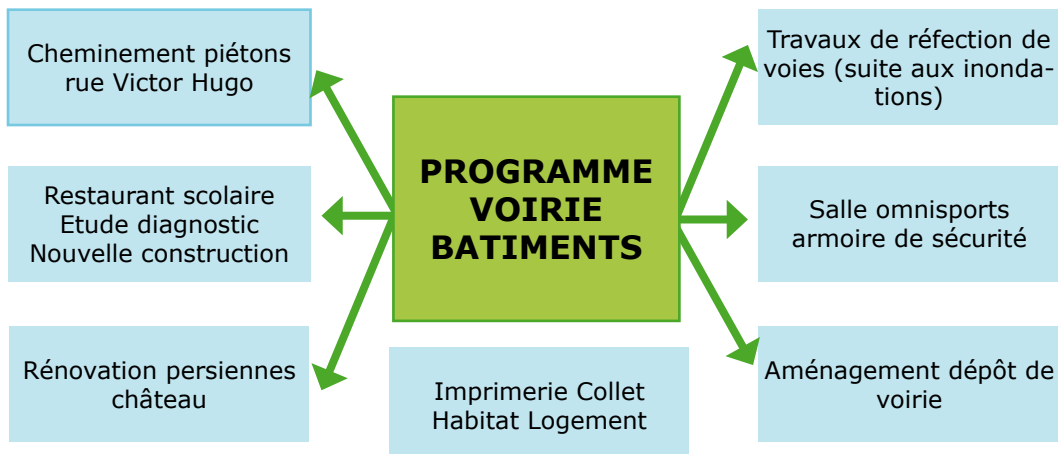 Cheminement piétons
rue Victor Hugo
Restaurant scolaire
Etude diagnostic
Nouvelle construction
Rénovation persiennes
château
PROGRAMME
VOIRIE
BATIMENTS
Imprimerie Collet
Habitat Logement
Travaux de réfection de
voies (suite aux inonda-
tions)
Salle omnisports
armoire de sécurité
Aménagement dépôt de
voirie